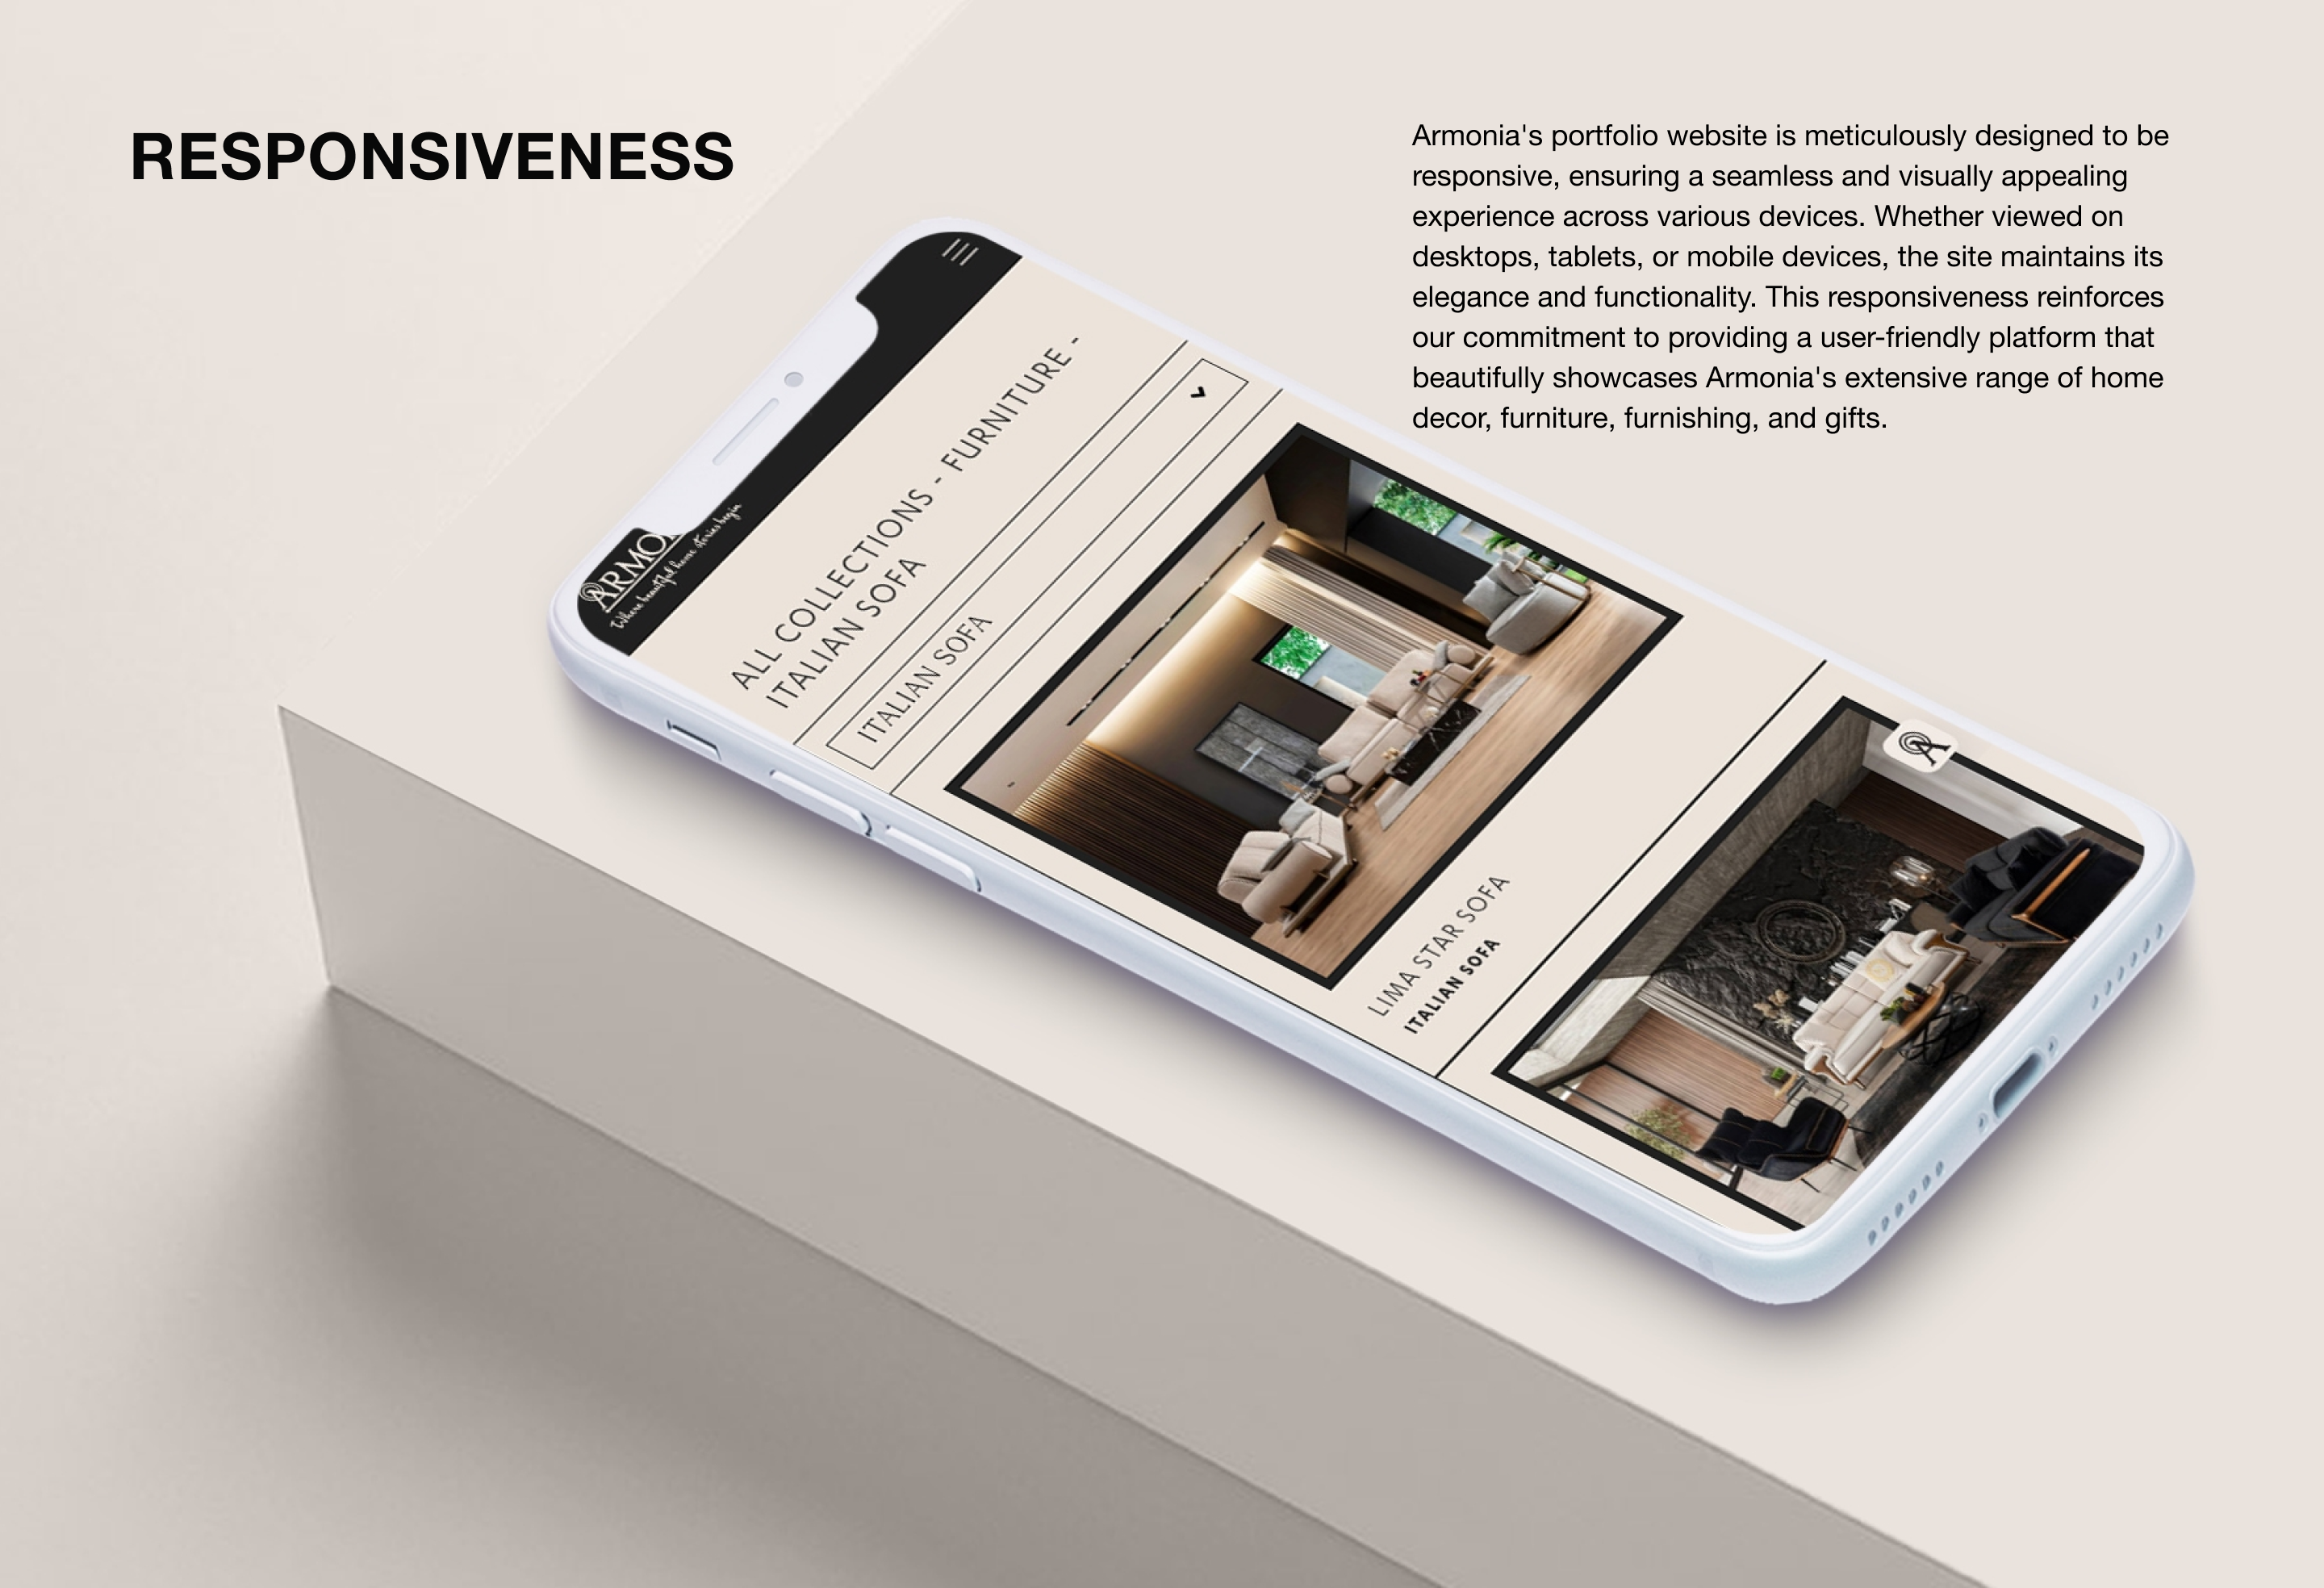 RESPONSIVENESS
Armonia's portfolio website is meticulously designed to be
responsive, ensuring a seamless and visually appealing
experience across various devices. Whether viewed on
desktops, tablets, or mobile devices, the site maintains its
elegance and functionality. This responsiveness reinforces
our commitment to providing a user-friendly platform that
beautifully showcases Armonia's extensive range of home
decor, furniture, furnishing, and gifts.
ARMO
Where beautiful home stories begin
ALL COLLECTIONS - FURNITURE -
ITALIAN SOFA
ITALIAN SOFA
LIMA STAR SOFA
ITALIAN SOFA
A